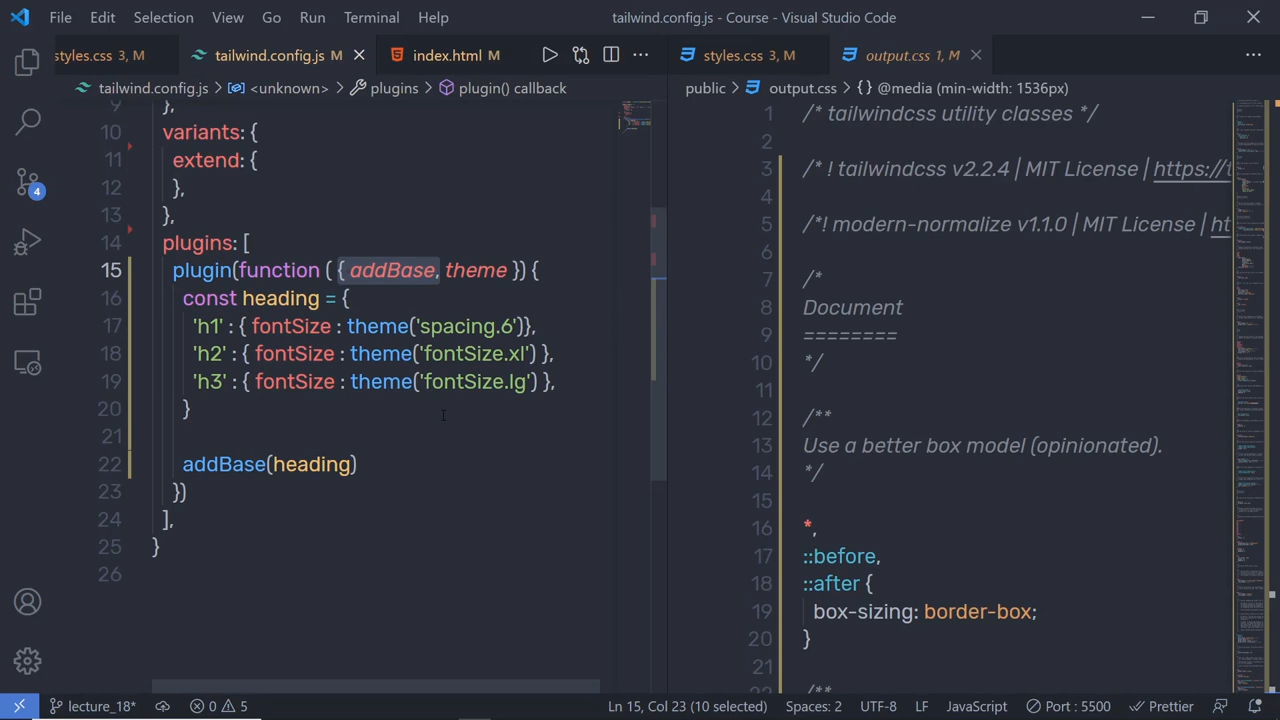 File Edit Selection View Go Run Terminal Help tailwind.config.js - Course - Visual Studio Code
styles.css 3, M tailwind.config.js M index.html M styles.css 3, M output.css 1, M
tailwind.config.js > <unknown> > plugins > plugin() callback
public > output.css > {} @media (min-width: 1536px)
9 },
10 variants: {
11 extend: {
12 },
13 },
14 plugins: [
15 plugin(function ( { addBase, theme }) {
16 const heading = {
17 'h1' : { fontSize : theme('spacing.6')},
18 'h2' : { fontSize : theme('fontSize.xl') },
19 'h3' : { fontSize : theme('fontSize.lg') },
20 }
21
22 addBase(heading)
23 })
24 ],
25 }
26
1 /* tailwindcss utility classes */
2
3 /* ! tailwindcss v2.2.4 | MIT License | https://t
4
5 /*! modern-normalize v1.1.0 | MIT License | ht
6
7 /*
8 Document
9 ========
10 */
11
12 /**
13 Use a better box model (opinionated).
14 */
15
16 *,
17 ::before,
18 ::after {
19 box-sizing: border-box;
20 }
21
22 /**
4
lecture_18* 0 5 Ln 15, Col 23 (10 selected) Spaces: 2 UTF-8 LF JavaScript Port : 5500 Prettier